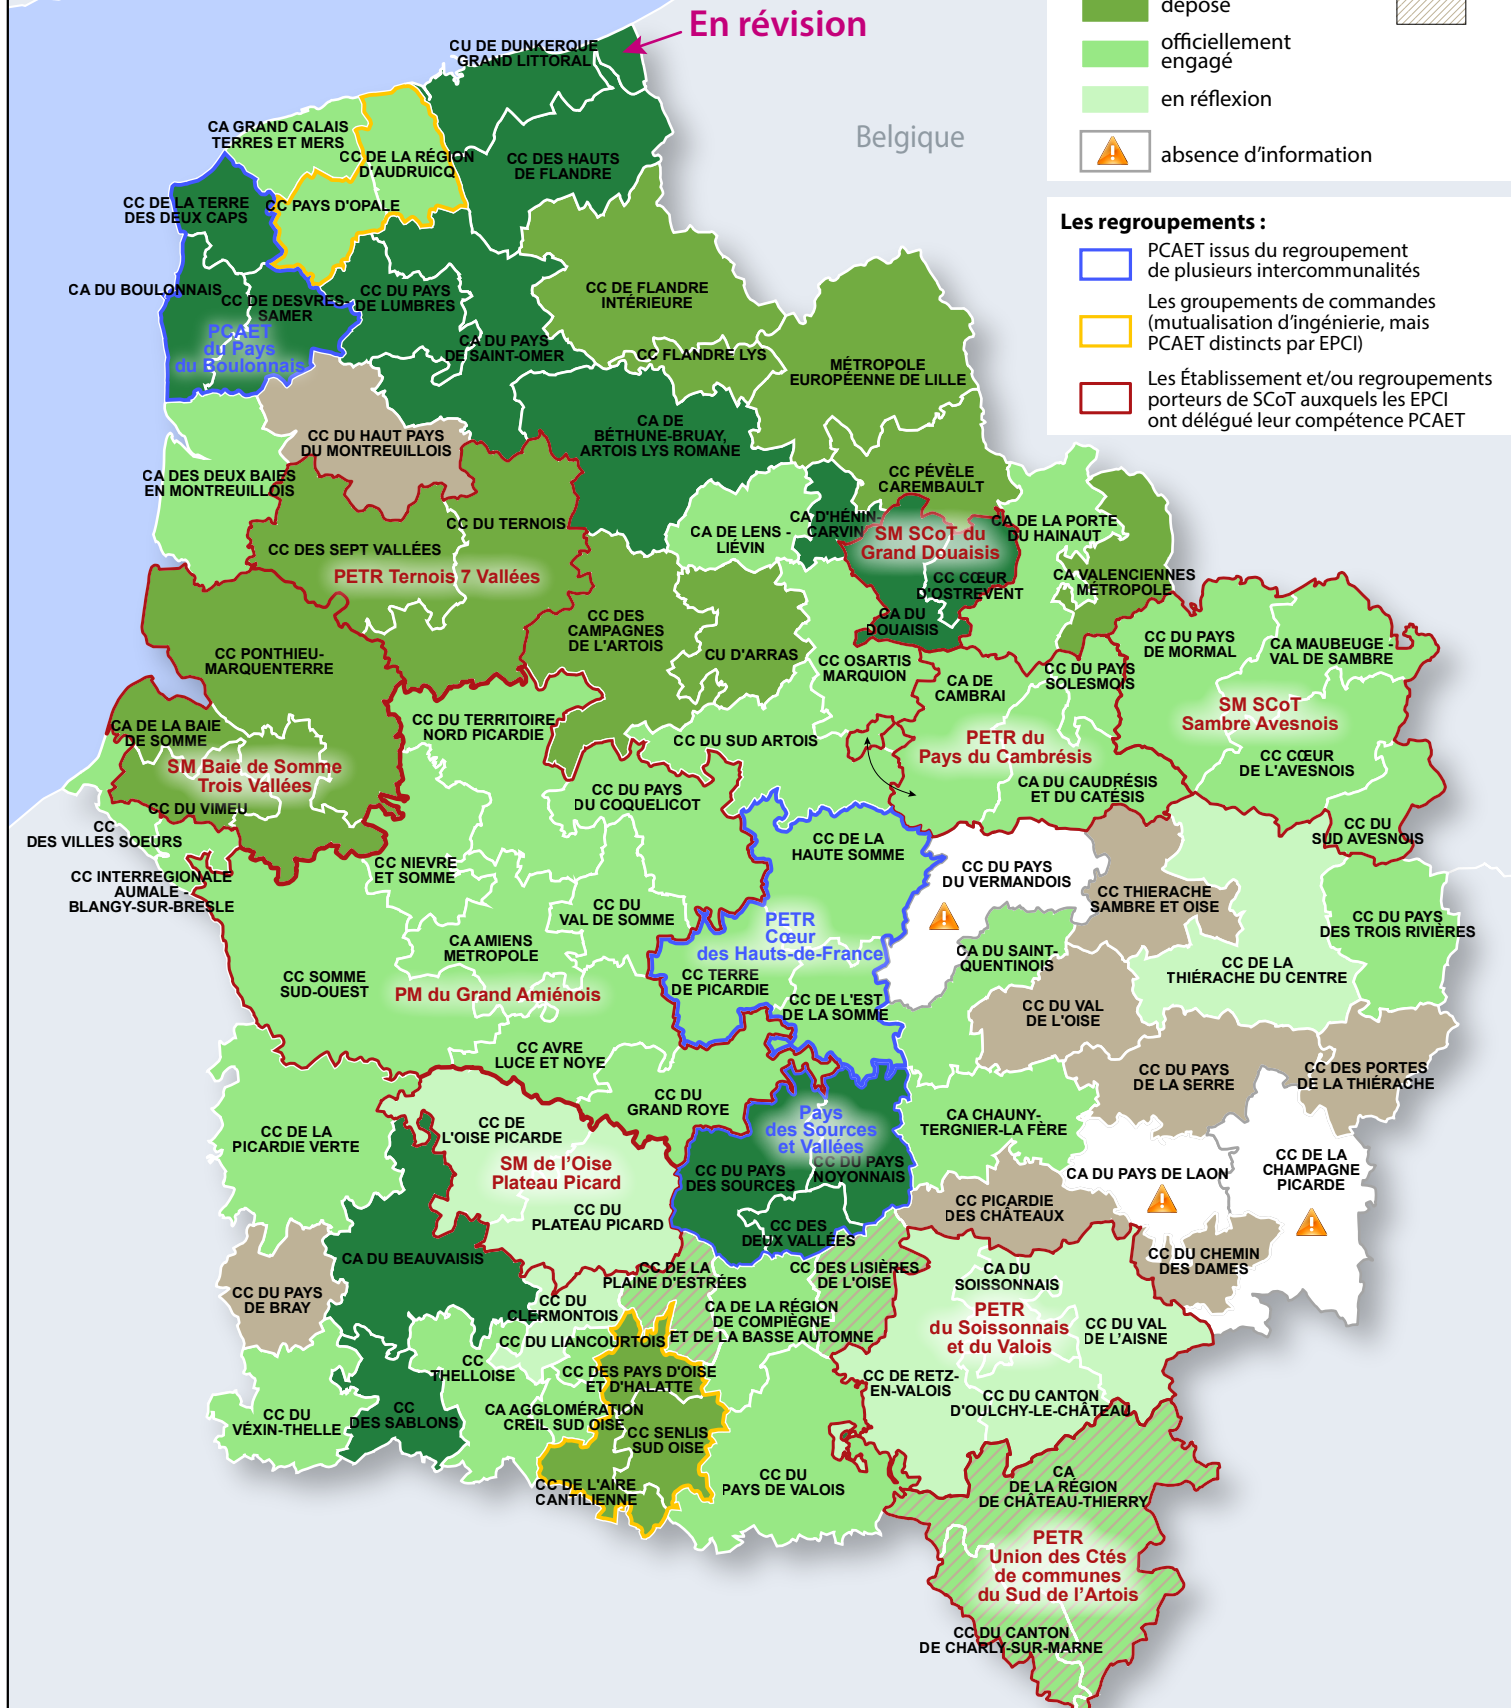 déposé
officiellement
engagé
en réflexion
absence d'information
Les regroupements :
PCAET issus du regroupement
de plusieurs intercommunalités
Les groupements de commandes
(mutualisation d'ingénierie, mais
PCAET distincts par EPCI)
Les Établissement et/ou regroupements
porteurs de SCoT auxquels les EPCI
ont délégué leur compétence PCAET
En révision
Belgique
CU DE DUNKERQUE
GRAND LITTORAL
CA GRAND CALAIS
TERRES ET MERS
CC DE LA RÉGION
D'AUDRUICQ
CC DES HAUTS
DE FLANDRE
CC DE LA TERRE
DES DEUX CAPS
CC PAYS D'OPALE
CA DU BOULONNAIS
CC DE DESVRES-
SAMER
CC DU PAYS
DE LUMBRES
CC DE FLANDRE
INTÉRIEURE
PCAET
du Pays
du Boulonnais
CA DU PAYS
DE SAINT-OMER
CC FLANDRE LYS
MÉTROPOLE
EUROPÉENNE DE LILLE
CC DU HAUT PAYS
DU MONTREUILLOIS
CA DE
BÉTHUNE-BRUAY,
ARTOIS LYS ROMANE
CA DES DEUX BAIES
EN MONTREUILLOIS
CC PÉVÈLE
CAREMBAULT
CC DU TERNOIS
CC DES SEPT VALLÉES
PETR Ternois 7 Vallées
CA DE LENS -
LIÉVIN
CA D'HÉNIN-
CARVIN
SM SCoT du
Grand Douaisis
CA DE LA PORTE
DU HAINAUT
CC CŒUR
D'OSTREVENT
CA VALENCIENNES
MÉTROPOLE
CA DU
DOUAISIS
CC DES
CAMPAGNES
DE L'ARTOIS
CU D'ARRAS
CC OSARTIS
MARQUION
CC PONTHIEU-
MARQUENTERRE
CA DE
CAMBRAI
CC DU PAYS
SOLESMOIS
CC DU PAYS
DE MORMAL
CA MAUBEUGE -
VAL DE SAMBRE
SM SCoT
Sambre Avesnois
CA DE LA BAIE
DE SOMME
CC DU TERRITOIRE
NORD PICARDIE
CC DU SUD ARTOIS
PETR du
Pays du Cambrésis
CC CŒUR
DE L'AVESNOIS
SM Baie de Somme
Trois Vallées
CC DU VIMEU
CC DU PAYS
DU COQUELICOT
CA DU CAUDRÉSIS
ET DU CATÉSIS
CC
DES VILLES SOEURS
CC DU
SUD AVESNOIS
CC NIEVRE
ET SOMME
CC DE LA
HAUTE SOMME
CC DU PAYS
DU VERMANDOIS
CC INTERREGIONALE
AUMALE -
BLANGY-SUR-BRESLE
CC THIERACHE
SAMBRE ET OISE
CC DU
VAL DE SOMME
CC DU PAYS
DES TROIS RIVIÈRES
PETR
Cœur
des Hauts-de-France
CA AMIENS
METROPOLE
CA DU SAINT-
QUENTINOIS
CC DE LA
THIÉRACHE DU CENTRE
CC SOMME
SUD-OUEST
PM du Grand Amiénois
CC TERRE
DE PICARDIE
CC DE L'EST
DE LA SOMME
CC DU VAL
DE L'OISE
CC AVRE
LUCE ET NOYE
CC DU PAYS
DE LA SERRE
CC DES PORTES
DE LA THIÉRACHE
CC DU
GRAND ROYE
CC DE LA
PICARDIE VERTE
CC DE
L'OISE PICARDE
Pays
des Sources
et Vallées
CA CHAUNY-
TERGNIER-LA FÈRE
SM de l'Oise
Plateau Picard
CC DU PAYS
DES SOURCES
CC DU PAYS
NOYONNAIS
CA DU PAYS DE LAON
CC DE LA
CHAMPAGNE
PICARDE
CC DU
PLATEAU PICARD
CC DES
DEUX VALLÉES
CC PICARDIE
DES CHÂTEAUX
CA DU BEAUVAISIS
CC DU CHEMIN
DES DAMES
CC DE LA
PLAINE D'ESTRÉES
CC DES LISIÈRES
DE L'OISE
CA DU
SOISSONNAIS
CC DU PAYS
DE BRAY
CC DU
CLERMONTOIS
CA DE LA RÉGION
DE COMPIÈGNE
ET DE LA BASSE AUTOMNE
PETR
du Soissonnais
et du Valois
CC DU VAL
DE L'AISNE
CC DU LIANCOURTOIS
CC
THELLOISE
CC DES PAYS D'OISE
ET D'HALATTE
CC DE RETZ-
EN-VALOIS
CC DU CANTON
D'OULCHY-LE-CHÂTEAU
CC DU
VÉXIN-THELLE
CC
DES SABLONS
CA AGGLOMÉRATION
CREIL SUD OISE
CC SENLIS
SUD OISE
CC DE L'AIRE
CANTILIENNE
CC DU
PAYS DE VALOIS
CA
DE LA RÉGION
DE CHÂTEAU-THIERRY
PETR
Union des Ctés
de communes
du Sud de l'Artois
CC DU CANTON
DE CHARLY-SUR-MARNE